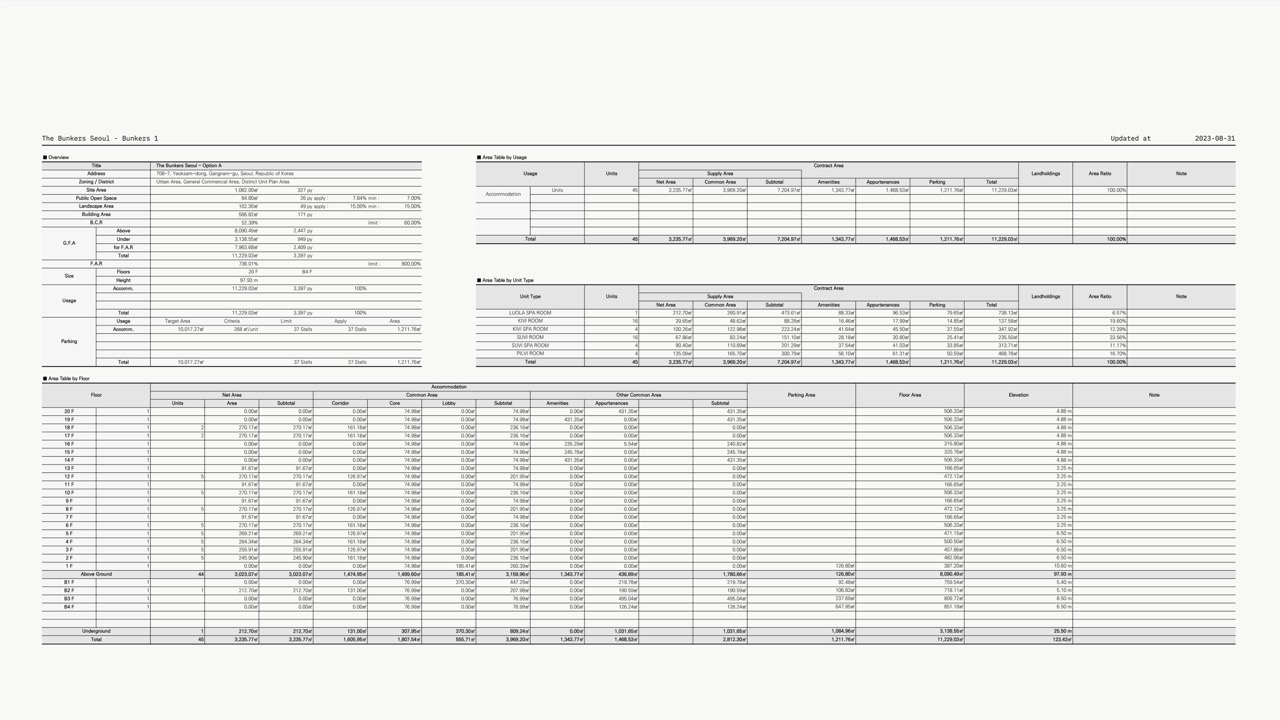 The Bunkers Seoul - Bunkers 1 Updated at 2023-08-31
■ Overview
Title The Bunkers Seoul – Option A
Address 708-7, Yeoksam-dong, Gangnam-gu, Seoul, Republic of Korea
Zoning / District Urban Area, General Commercial Area, District Unit Plan Area
Site Area 1,082.00㎡ 327 py
Public Open Space 84.80㎡ 26 py apply : 7.84% min : 7.00%
Landscape Area 162.30㎡ 49 py apply : 15.00% min : 15.00%
Building Area 566.82㎡ 171 py
B.C.R 52.39% limit : 60.00%
G.F.A
Above 8,090.49㎡ 2,447 py
Under 3,138.55㎡ 949 py
for F.A.R 7,963.68㎡ 2,409 py
Total 11,229.03㎡ 3,397 py
F.A.R 736.01% limit : 800.00%
Size
Floors 20 F B4 F
Height 97.93 m
Usage
Accomm. 11,229.03㎡ 3,397 py 100%
Total 11,229.03㎡ 3,397 py 100%
Parking
Usage Target Area Criteria Limit Apply Area
Accomm. 10,017.27㎡ 268 ㎡/unit 37 Stalls 37 Stalls 1,211.76㎡
Total 10,017.27㎡ 37 Stalls 37 Stalls 1,211.76㎡
■ Area Table by Usage
Usage Units Contract Area Landholdings Area Ratio Note
Supply Area
Net Area Common Area Subtotal Amenities Appurtenances Parking Total
Accommodation Units 45 3,235.77㎡ 3,969.20㎡ 7,204.97㎡ 1,343.77㎡ 1,468.53㎡ 1,211.76㎡ 11,229.03㎡ 100.00%
Total 45 3,235.77㎡ 3,969.20㎡ 7,204.97㎡ 1,343.77㎡ 1,468.53㎡ 1,211.76㎡ 11,229.03㎡ 100.00%
■ Area Table by Unit Type
Unit Type Units Contract Area Landholdings Area Ratio Note
Supply Area
Net Area Common Area Subtotal Amenities Appurtenances Parking Total
LUOLA SPA ROOM 1 212.70㎡ 260.91㎡ 473.61㎡ 88.33㎡ 96.53㎡ 79.65㎡ 738.13㎡ 6.57%
KIVI ROOM 16 39.65㎡ 48.63㎡ 88.28㎡ 16.46㎡ 17.99㎡ 14.85㎡ 137.58㎡ 19.60%
KIVI SPA ROOM 4 100.26㎡ 122.98㎡ 223.24㎡ 41.64㎡ 45.50㎡ 37.55㎡ 347.92㎡ 12.39%
SUVI ROOM 16 67.86㎡ 83.24㎡ 151.10㎡ 28.18㎡ 30.80㎡ 25.41㎡ 235.50㎡ 33.56%
SUVI SPA ROOM 4 90.40㎡ 110.89㎡ 201.29㎡ 37.54㎡ 41.03㎡ 33.85㎡ 313.71㎡ 11.17%
PILVI ROOM 4 135.09㎡ 165.70㎡ 300.79㎡ 56.10㎡ 61.31㎡ 50.59㎡ 468.79㎡ 16.70%
Total 45 3,235.77㎡ 3,969.20㎡ 7,204.97㎡ 1,343.77㎡ 1,468.53㎡ 1,211.76㎡ 11,229.03㎡ 100.00%
■ Area Table by Floor
Floor Accommodation Parking Area Floor Area Elevation Note
Net Area Common Area Other Common Area
Units Area Subtotal Corridor Core Lobby Subtotal Amenities Appurtenances Subtotal
20 F 1 0.00㎡ 0.00㎡ 0.00㎡ 74.98㎡ 0.00㎡ 74.98㎡ 0.00㎡ 431.35㎡ 431.35㎡ 506.33㎡ 4.88 m
19 F 1 0.00㎡ 0.00㎡ 0.00㎡ 74.98㎡ 0.00㎡ 74.98㎡ 431.35㎡ 0.00㎡ 431.35㎡ 506.33㎡ 4.88 m
18 F 1 2 270.17㎡ 270.17㎡ 161.18㎡ 74.98㎡ 0.00㎡ 236.16㎡ 0.00㎡ 0.00㎡ 0.00㎡ 506.33㎡ 4.88 m
17 F 1 2 270.17㎡ 270.17㎡ 161.18㎡ 74.98㎡ 0.00㎡ 236.16㎡ 0.00㎡ 0.00㎡ 0.00㎡ 506.33㎡ 4.88 m
16 F 1 0.00㎡ 0.00㎡ 0.00㎡ 74.98㎡ 0.00㎡ 74.98㎡ 235.29㎡ 5.54㎡ 240.82㎡ 315.80㎡ 4.88 m
15 F 1 0.00㎡ 0.00㎡ 0.00㎡ 74.98㎡ 0.00㎡ 74.98㎡ 245.78㎡ 0.00㎡ 245.78㎡ 320.76㎡ 4.88 m
14 F 1 0.00㎡ 0.00㎡ 0.00㎡ 74.98㎡ 0.00㎡ 74.98㎡ 431.35㎡ 0.00㎡ 431.35㎡ 506.33㎡ 4.88 m
13 F 1 91.67㎡ 91.67㎡ 0.00㎡ 74.98㎡ 0.00㎡ 74.98㎡ 0.00㎡ 0.00㎡ 0.00㎡ 166.65㎡ 3.25 m
12 F 1 5 270.17㎡ 270.17㎡ 126.97㎡ 74.98㎡ 0.00㎡ 201.95㎡ 0.00㎡ 0.00㎡ 0.00㎡ 472.12㎡ 3.25 m
11 F 1 91.67㎡ 91.67㎡ 0.00㎡ 74.98㎡ 0.00㎡ 74.98㎡ 0.00㎡ 0.00㎡ 0.00㎡ 166.65㎡ 3.25 m
10 F 1 5 270.17㎡ 270.17㎡ 161.18㎡ 74.98㎡ 0.00㎡ 236.16㎡ 0.00㎡ 0.00㎡ 0.00㎡ 506.33㎡ 3.25 m
9 F 1 91.67㎡ 91.67㎡ 0.00㎡ 74.98㎡ 0.00㎡ 74.98㎡ 0.00㎡ 0.00㎡ 0.00㎡ 166.65㎡ 3.25 m
8 F 1 5 270.17㎡ 270.17㎡ 126.97㎡ 74.98㎡ 0.00㎡ 201.95㎡ 0.00㎡ 0.00㎡ 0.00㎡ 472.12㎡ 3.25 m
7 F 1 91.67㎡ 91.67㎡ 0.00㎡ 74.98㎡ 0.00㎡ 74.98㎡ 0.00㎡ 0.00㎡ 0.00㎡ 166.65㎡ 3.25 m
6 F 1 5 270.17㎡ 270.17㎡ 161.18㎡ 74.98㎡ 0.00㎡ 236.16㎡ 0.00㎡ 0.00㎡ 0.00㎡ 506.33㎡ 3.25 m
5 F 1 5 269.21㎡ 269.21㎡ 126.97㎡ 74.98㎡ 0.00㎡ 201.95㎡ 0.00㎡ 0.00㎡ 0.00㎡ 471.15㎡ 6.50 m
4 F 1 5 264.34㎡ 264.34㎡ 161.18㎡ 74.98㎡ 0.00㎡ 236.16㎡ 0.00㎡ 0.00㎡ 0.00㎡ 500.50㎡ 6.50 m
3 F 1 5 255.91㎡ 255.91㎡ 126.97㎡ 74.98㎡ 0.00㎡ 201.95㎡ 0.00㎡ 0.00㎡ 0.00㎡ 457.86㎡ 6.50 m
2 F 1 5 245.90㎡ 245.90㎡ 161.18㎡ 74.98㎡ 0.00㎡ 236.16㎡ 0.00㎡ 0.00㎡ 0.00㎡ 482.06㎡ 6.50 m
1 F 1 0.00㎡ 0.00㎡ 0.00㎡ 74.98㎡ 185.41㎡ 260.39㎡ 0.00㎡ 0.00㎡ 0.00㎡ 126.80㎡ 387.20㎡ 10.60 m
Above Ground 44 3,023.07㎡ 3,023.07㎡ 1,474.95㎡ 1,499.60㎡ 185.41㎡ 3,159.96㎡ 1,343.77㎡ 436.89㎡ 1,780.66㎡ 126.80㎡ 8,090.49㎡ 97.93 m
B1 F 1 0.00㎡ 0.00㎡ 0.00㎡ 76.99㎡ 370.30㎡ 447.29㎡ 0.00㎡ 219.78㎡ 219.78㎡ 92.48㎡ 759.54㎡ 5.40 m
B2 F 1 1 212.70㎡ 212.70㎡ 131.00㎡ 76.99㎡ 0.00㎡ 207.98㎡ 0.00㎡ 190.59㎡ 190.59㎡ 106.83㎡ 718.11㎡ 5.10 m
B3 F 1 0.00㎡ 0.00㎡ 0.00㎡ 76.99㎡ 0.00㎡ 76.99㎡ 0.00㎡ 495.04㎡ 495.04㎡ 237.69㎡ 809.72㎡ 8.50 m
B4 F 1 0.00㎡ 0.00㎡ 0.00㎡ 76.99㎡ 0.00㎡ 76.99㎡ 0.00㎡ 126.24㎡ 126.24㎡ 647.95㎡ 851.18㎡ 6.50 m
Underground 1 212.70㎡ 212.70㎡ 131.00㎡ 307.95㎡ 370.30㎡ 809.24㎡ 0.00㎡ 1,031.65㎡ 1,031.65㎡ 1,084.96㎡ 3,138.55㎡ 25.50 m
Total 45 3,235.77㎡ 3,235.77㎡ 1,605.95㎡ 1,807.54㎡ 555.71㎡ 3,969.20㎡ 1,343.77㎡ 1,468.53㎡ 2,812.30㎡ 1,211.76㎡ 11,229.03㎡ 123.43㎡